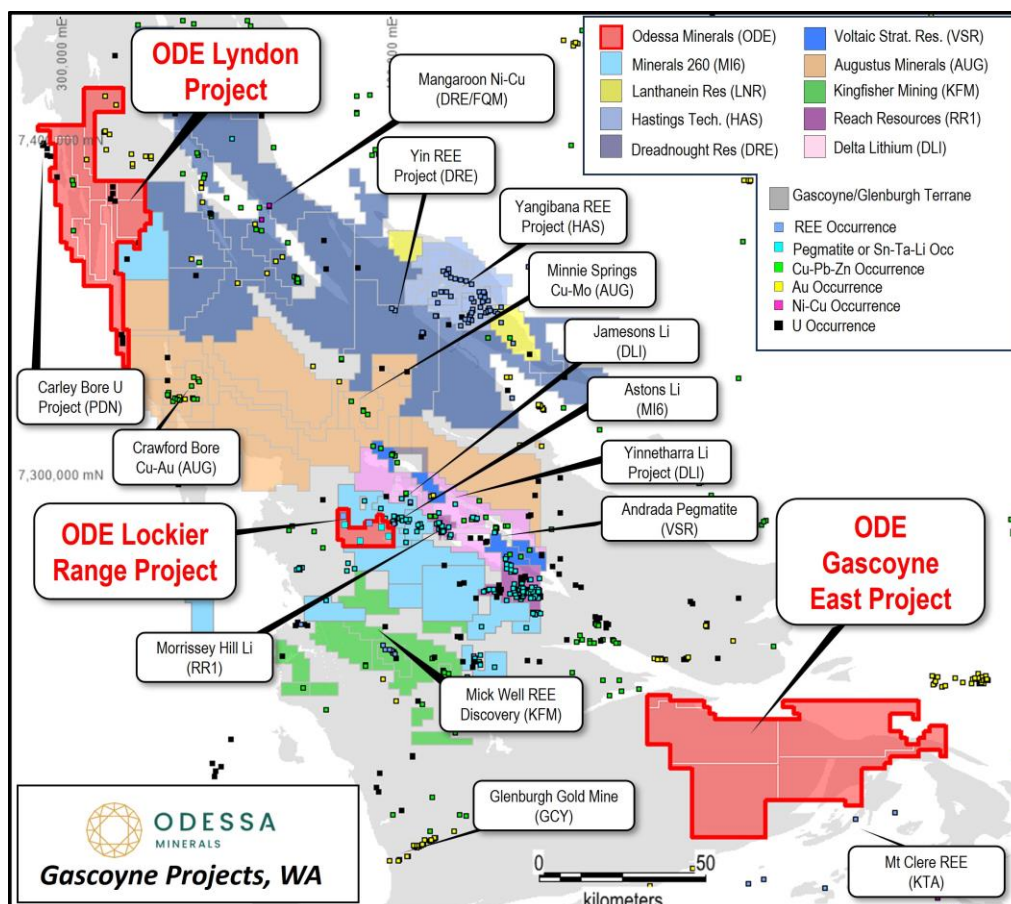 300,000 mE
mE
7,400,000 mN
7,300,000 mN
ODE Lyndon
Project
Mangaroon Ni-Cu
(DRE/FQM)
Yin REE
Project (DRE)
Yangibana REE
Project (HAS)
Minnie Springs
Cu-Mo (AUG)
Jamesons Li
(DLI)
Astons Li
(MI6)
Yinnetharra Li
Project (DLI)
Andrada Pegmatite
(VSR)
Carley Bore U
Project (PDN)
Crawford Bore
Cu-Au (AUG)
ODE Lockier
Range Project
ODE
Gascoyne
East Project
Morrissey Hill Li
(RR1)
Mick Well REE
Discovery (KFM)
Glenburgh Gold Mine
(GCY)
Mt Clere REE
(KTA)
Odessa Minerals (ODE)
Minerals 260 (MI6)
Lanthanein Res (LNR)
Hastings Tech. (HAS)
Dreadnought Res (DRE)
Voltaic Strat. Res. (VSR)
Augustus Minerals (AUG)
Kingfisher Mining (KFM)
Reach Resources (RR1)
Delta Lithium (DLI)
Gascoyne/Glenburgh Terrane
REE Occurrence
Pegmatite or Sn-Ta-Li Occ
Cu-Pb-Zn Occurrence
Au Occurrence
Ni-Cu Occurrence
U Occurrence
ODESSA
MINERALS
Gascoyne Projects, WA
0 50
kilometers